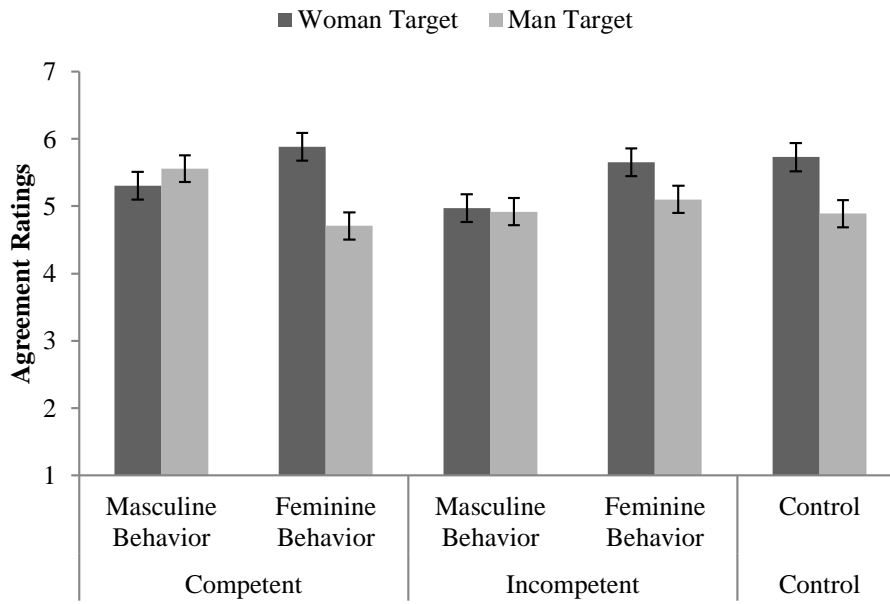 Woman Target Man Target
7
6
5
4
3
2
1
Agreement Ratings
Masculine Behavior Feminine Behavior Masculine Behavior Feminine Behavior Control
Competent Incompetent Control